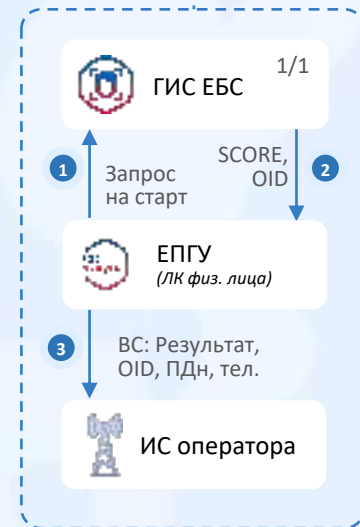 1/1
ГИС ЕБС
1
Запрос
на старт
SCORE,
OID
2
ЕПГУ
(ЛК физ. лица)
3
ВС: Результат,
OID, ПДн, тел.
ИС оператора